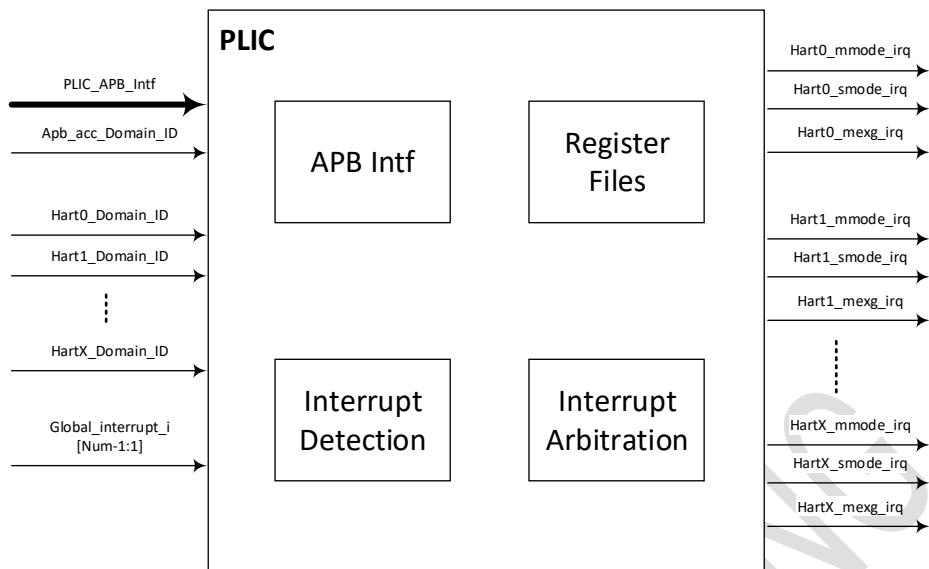 PLIC
PLIC_APB_Intf
Apb_acc_Domain_ID
Hart0_Domain_ID
Hart1_Domain_ID
HartX_Domain_ID
Global_interrupt_i
[Num-1:1]
APB Intf
Register
Files
Interrupt
Detection
Interrupt
Arbitration
Hart0_mmode_irq
Hart0_smode_irq
Hart0_mexg_irq
Hart1_mmode_irq
Hart1_smode_irq
Hart1_mexg_irq
HartX_mmode_irq
HartX_smode_irq
HartX_mexg_irq